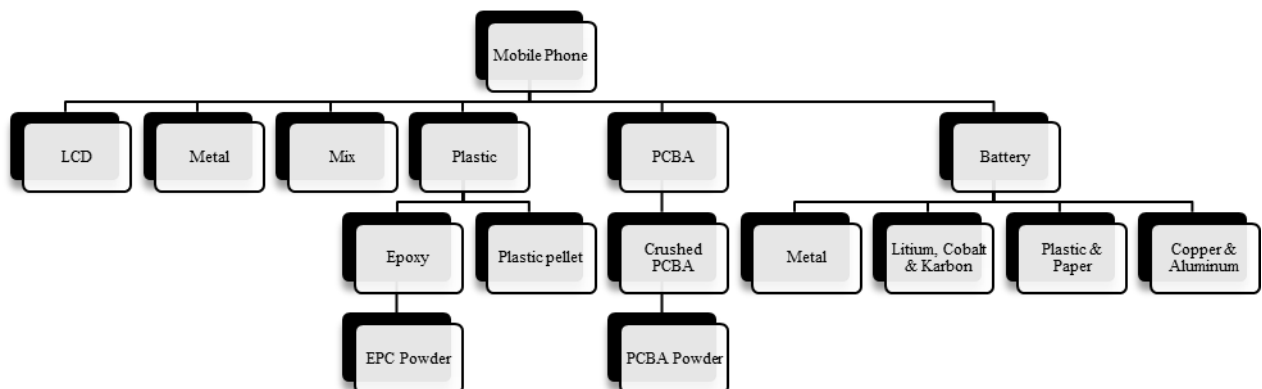 Mobile Phone
LCD
Metal
Mix
Plastic
PCBA
Battery
Epoxy
Plastic pellet
Crushed
PCBA
Metal
Litium, Cobalt
& Karbon
Plastic &
Paper
Copper &
Aluminum
EPC Powder
PCBA Powder